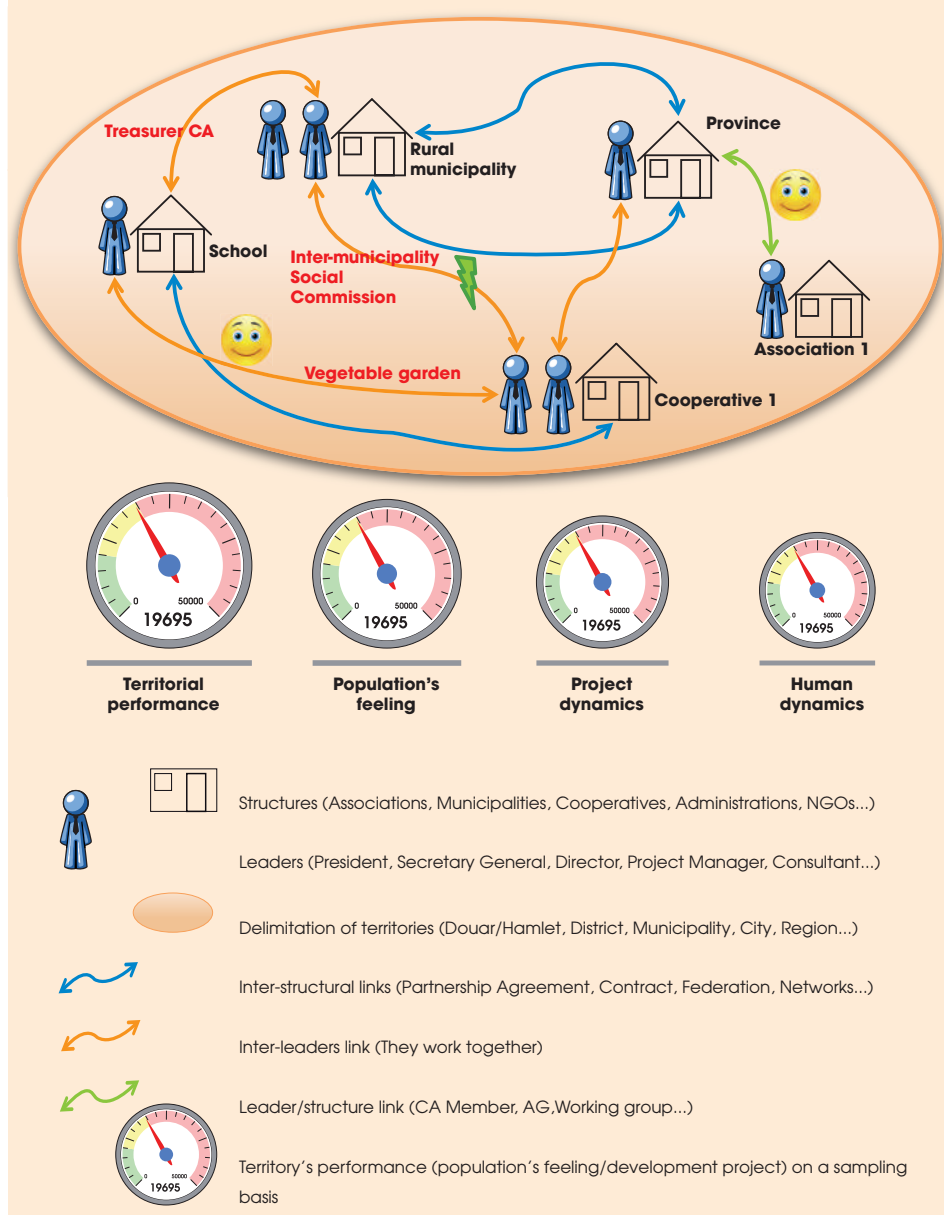 Treasurer CA
Rural
municipality
Province
School
Inter-municipality
Social
Commission
Association 1
Vegetable garden
Cooperative 1
0 50000
19695
0 50000
19695
0 50000
19695
0 50000
19695
Territorial
performance
Population's
feeling
Project
dynamics
Human
dynamics
Structures (Associations, Municipalities, Cooperatives, Administrations, NGOs...)
Leaders (President, Secretary General, Director, Project Manager, Consultant...)
Delimitation of territories (Douar/Hamlet, District, Municipality, City, Region...)
Inter-structural links (Partnership Agreement, Contract, Federation, Networks...)
Inter-leaders link (They work together)
Leader/structure link (CA Member, AG,Working group...)
0 50000
19695
Territory's performance (population's feeling/development project) on a sampling
basis